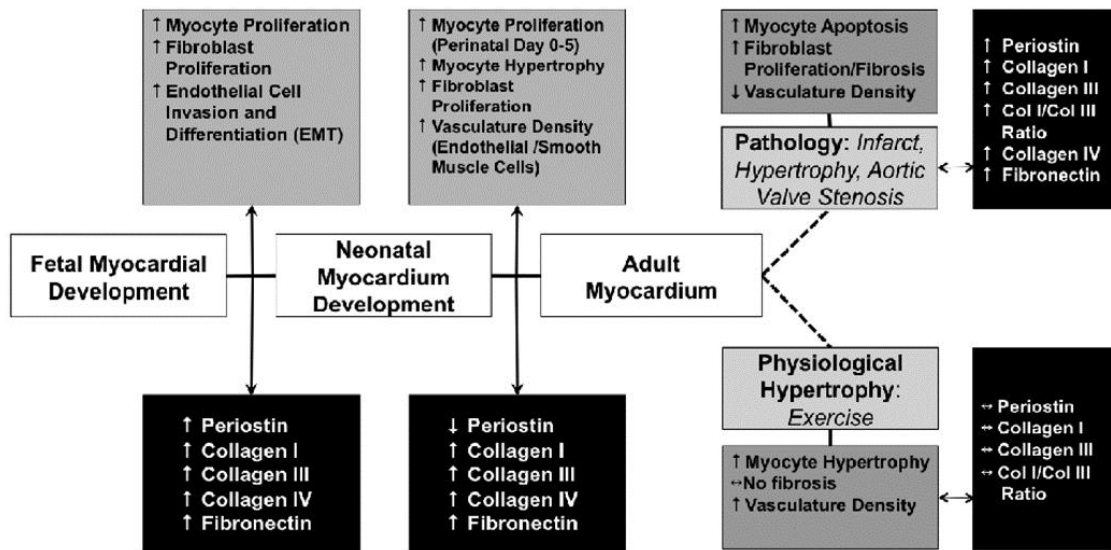 ↑ Myocyte Proliferation
↑ Fibroblast
Proliferation
↑ Endothelial Cell
Invasion and
Differentiation (EMT)
↑ Myocyte Proliferation
(Perinatal Day 0-5)
↑ Myocyte Hypertrophy
↑ Fibroblast
Proliferation
↑ Vasculature Density
(Endothelial /Smooth
Muscle Cells)
↑ Myocyte Apoptosis
↑ Fibroblast
Proliferation/Fibrosis
↓ Vasculature Density
Pathology: Infarct,
Hypertrophy, Aortic
Valve Stenosis
↑ Periostin
↑ Collagen I
↑ Collagen III
↑ Col I/Col III
Ratio
↑ Collagen IV
↑ Fibronectin
Fetal Myocardial
Development
Neonatal
Myocardium
Development
Adult
Myocardium
↑ Periostin
↑ Collagen I
↑ Collagen III
↑ Collagen IV
↑ Fibronectin
↓ Periostin
↑ Collagen I
↑ Collagen III
↑ Collagen IV
↑ Fibronectin
Physiological
Hypertrophy:
Exercise
↑ Myocyte Hypertrophy
↔No fibrosis
↑ Vasculature Density
↔ Periostin
↔ Collagen I
↔ Collagen III
↔ Col I/Col III
Ratio